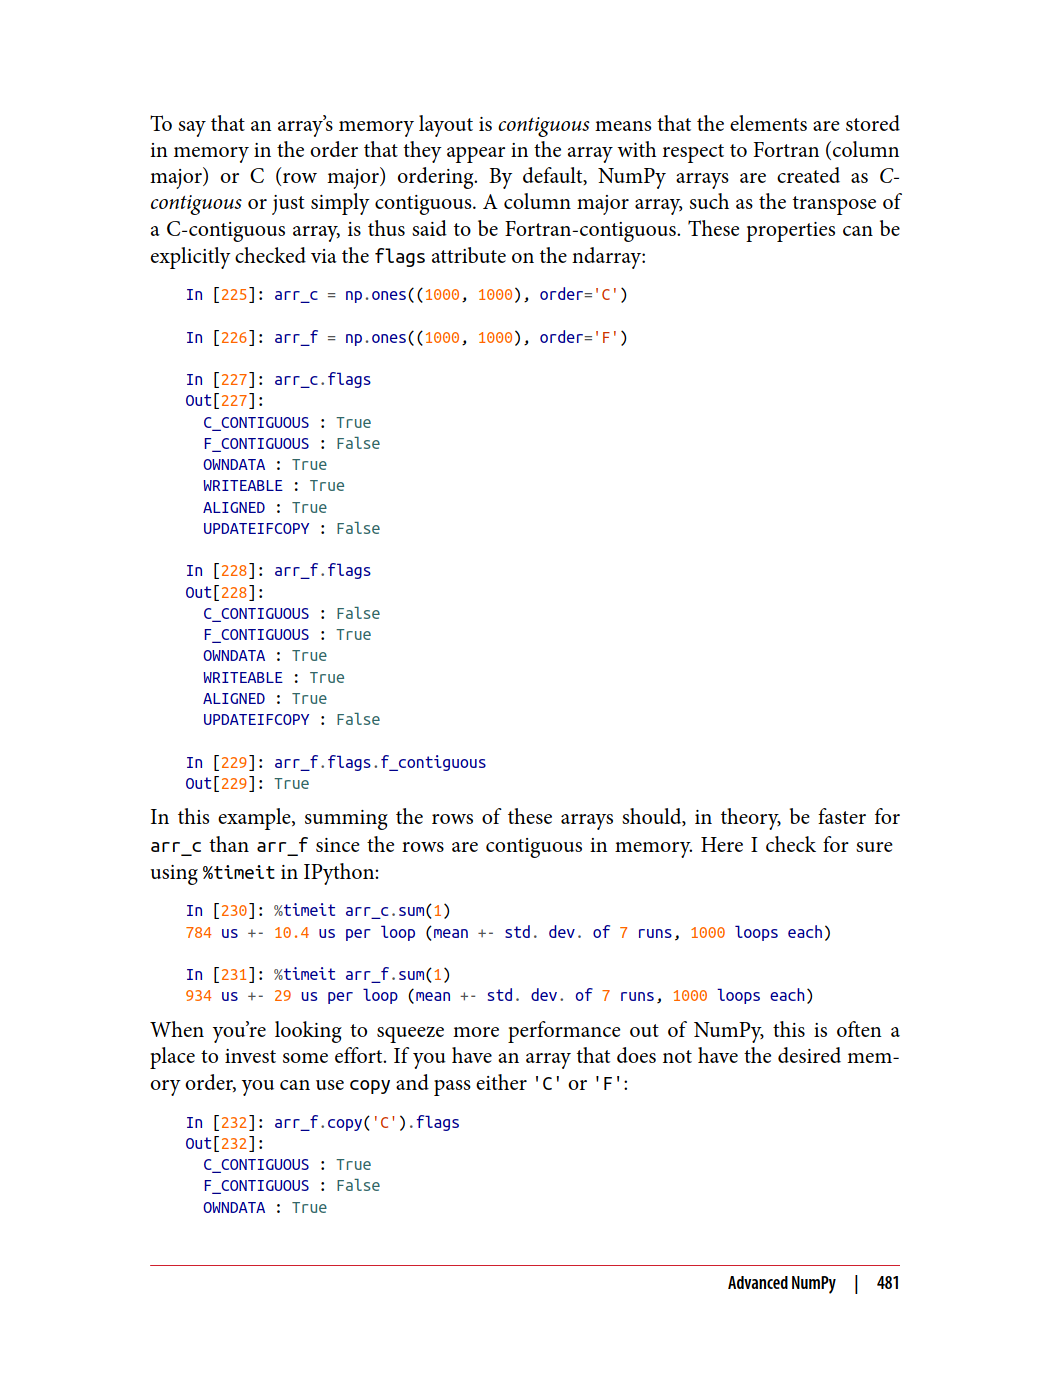 To say that an array’s memory layout is contiguous means that the elements are stored
in memory in the order that they appear in the array with respect to Fortran (column
major) or C (row major) ordering. By default, NumPy arrays are created as C-
contiguous or just simply contiguous. A column major array, such as the transpose of
a C-contiguous array, is thus said to be Fortran-contiguous. These properties can be
explicitly checked via the flags attribute on the ndarray:
In [225]: arr_c = np.ones((1000, 1000), order='C')
In [226]: arr_f = np.ones((1000, 1000), order='F')
In [227]: arr_c.flags
Out[227]:
C_CONTIGUOUS : True
F_CONTIGUOUS : False
OWNDATA : True
WRITEABLE : True
ALIGNED : True
UPDATEIFCOPY : False
In [228]: arr_f.flags
Out[228]:
C_CONTIGUOUS : False
F_CONTIGUOUS : True
OWNDATA : True
WRITEABLE : True
ALIGNED : True
UPDATEIFCOPY : False
In [229]: arr_f.flags.f_contiguous
Out[229]: True
In this example, summing the rows of these arrays should, in theory, be faster for
arr_c than arr_f since the rows are contiguous in memory. Here I check for sure
using %timeit in IPython:
In [230]: %timeit arr_c.sum(1)
784 us +- 10.4 us per loop (mean +- std. dev. of 7 runs, 1000 loops each)
In [231]: %timeit arr_f.sum(1)
934 us +- 29 us per loop (mean +- std. dev. of 7 runs, 1000 loops each)
When you’re looking to squeeze more performance out of NumPy, this is often a
place to invest some effort. If you have an array that does not have the desired mem-
ory order, you can use copy and pass either 'C' or 'F':
In [232]: arr_f.copy('C').flags
Out[232]:
C_CONTIGUOUS : True
F_CONTIGUOUS : False
OWNDATA : True
Advanced NumPy | 481